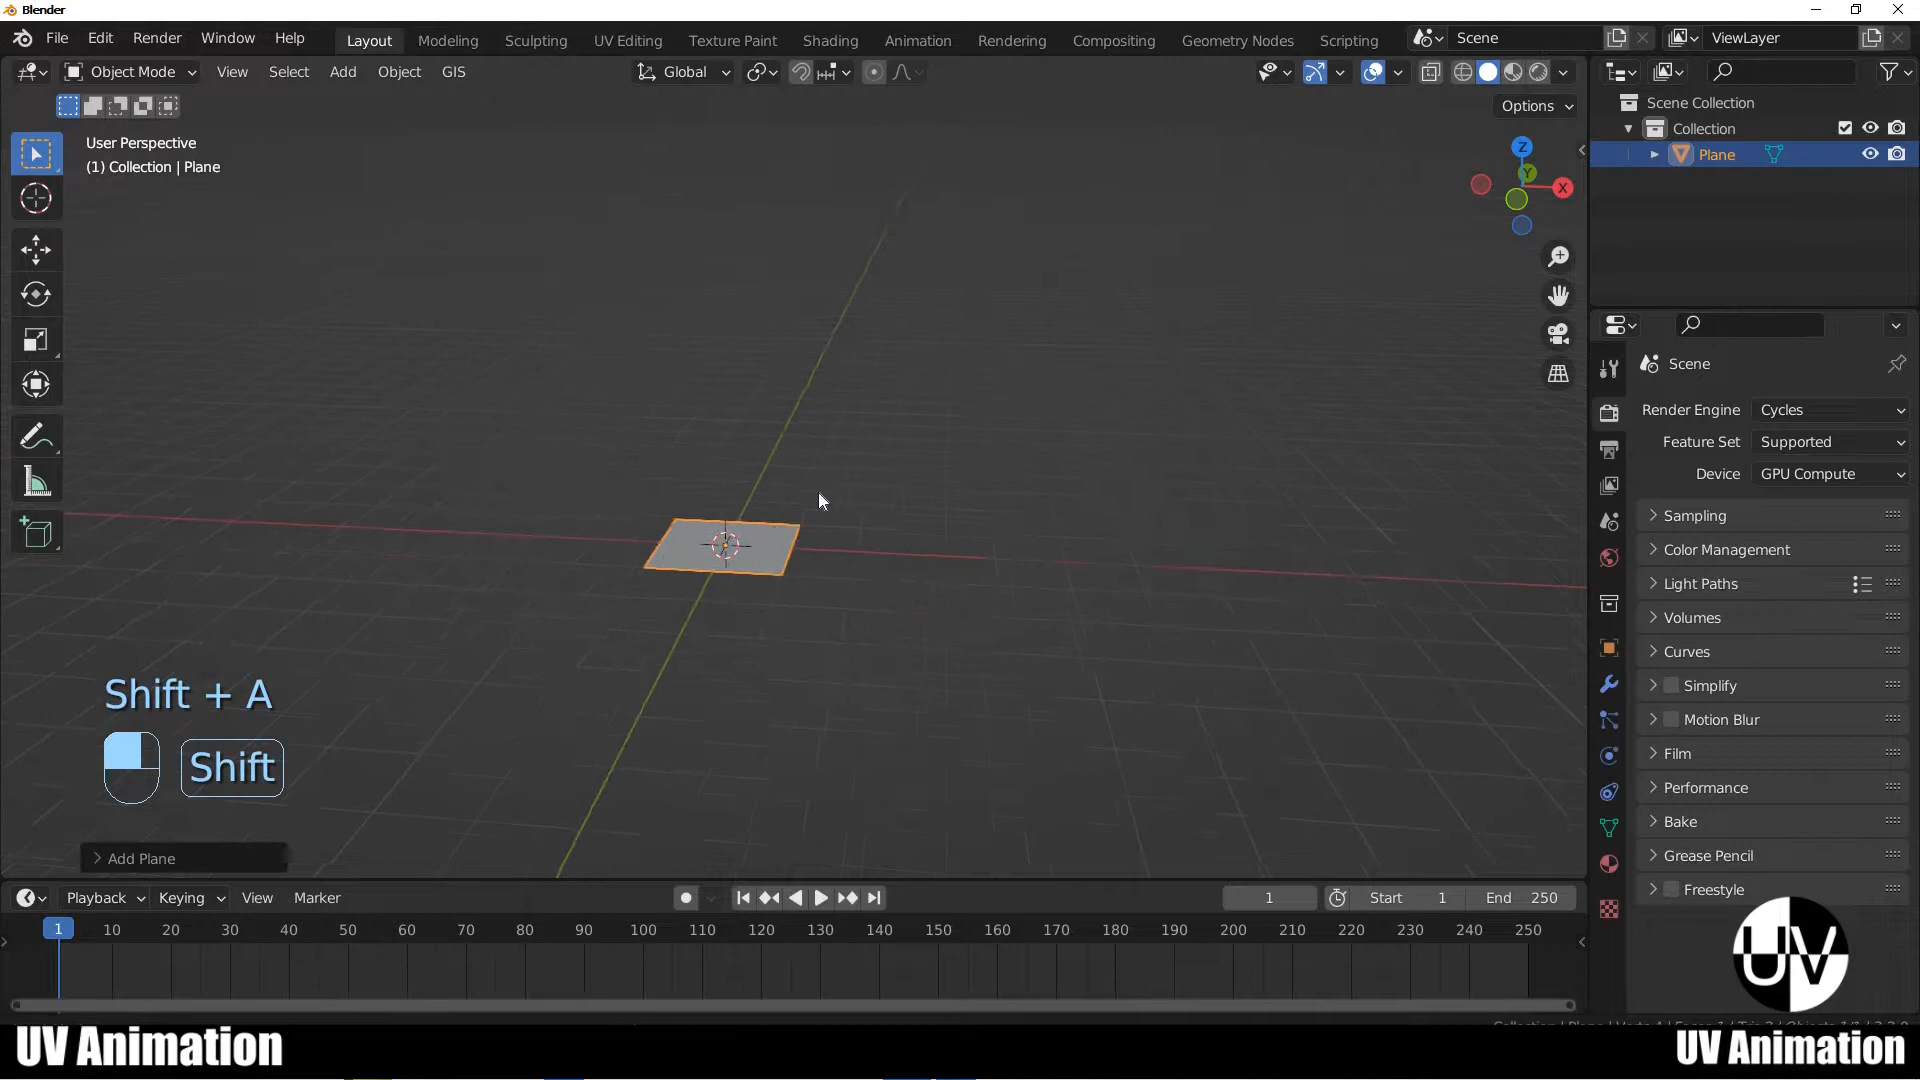 Blender
File Edit Render Window Help Layout Modeling Sculpting UV Editing Texture Paint Shading Animation Rendering Compositing Geometry Nodes Scripting Scene ViewLayer
Object Mode View Select Add Object GIS Global
Options
User Perspective
(1) Collection | Plane
Z
Y
X
Scene Collection
Collection
Plane
Scene
Render Engine Cycles
Feature Set Supported
Device GPU Compute
Sampling
Color Management
Light Paths
Volumes
Curves
Simplify
Motion Blur
Film
Performance
Bake
Grease Pencil
Freestyle
Shift + A
Shift
Add Plane
Playback Keying View Marker 1 Start 1 End 250
1 10 20 30 40 50 60 70 80 90 100 110 120 130 140 150 160 170 180 190 200 210 220 230 240 250
UV
UV Animation
UV Animation